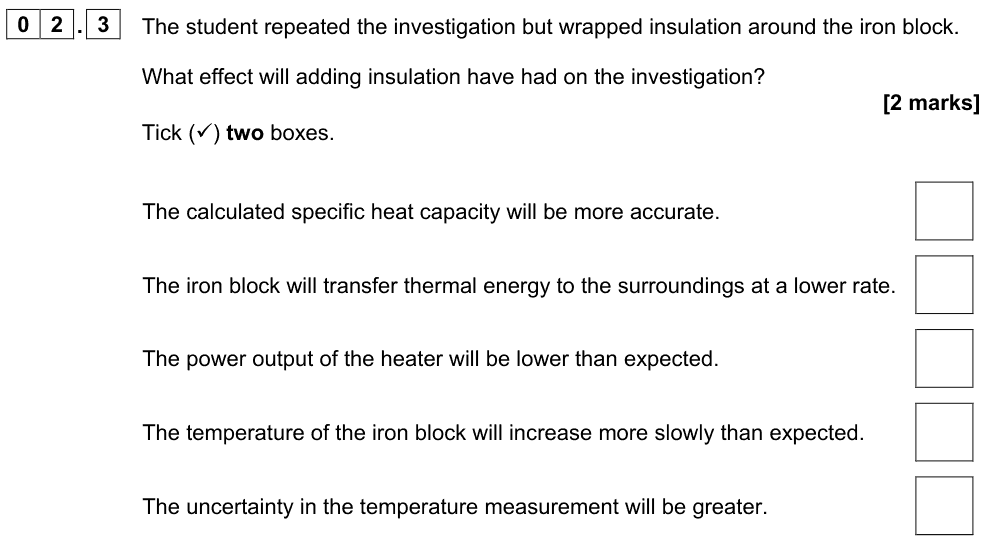 0 2 . 3 The student repeated the investigation but wrapped insulation around the iron block.
What effect will adding insulation have had on the investigation?
[2 marks]
Tick (✓) two boxes.
The calculated specific heat capacity will be more accurate.
The iron block will transfer thermal energy to the surroundings at a lower rate.
The power output of the heater will be lower than expected.
The temperature of the iron block will increase more slowly than expected.
The uncertainty in the temperature measurement will be greater.